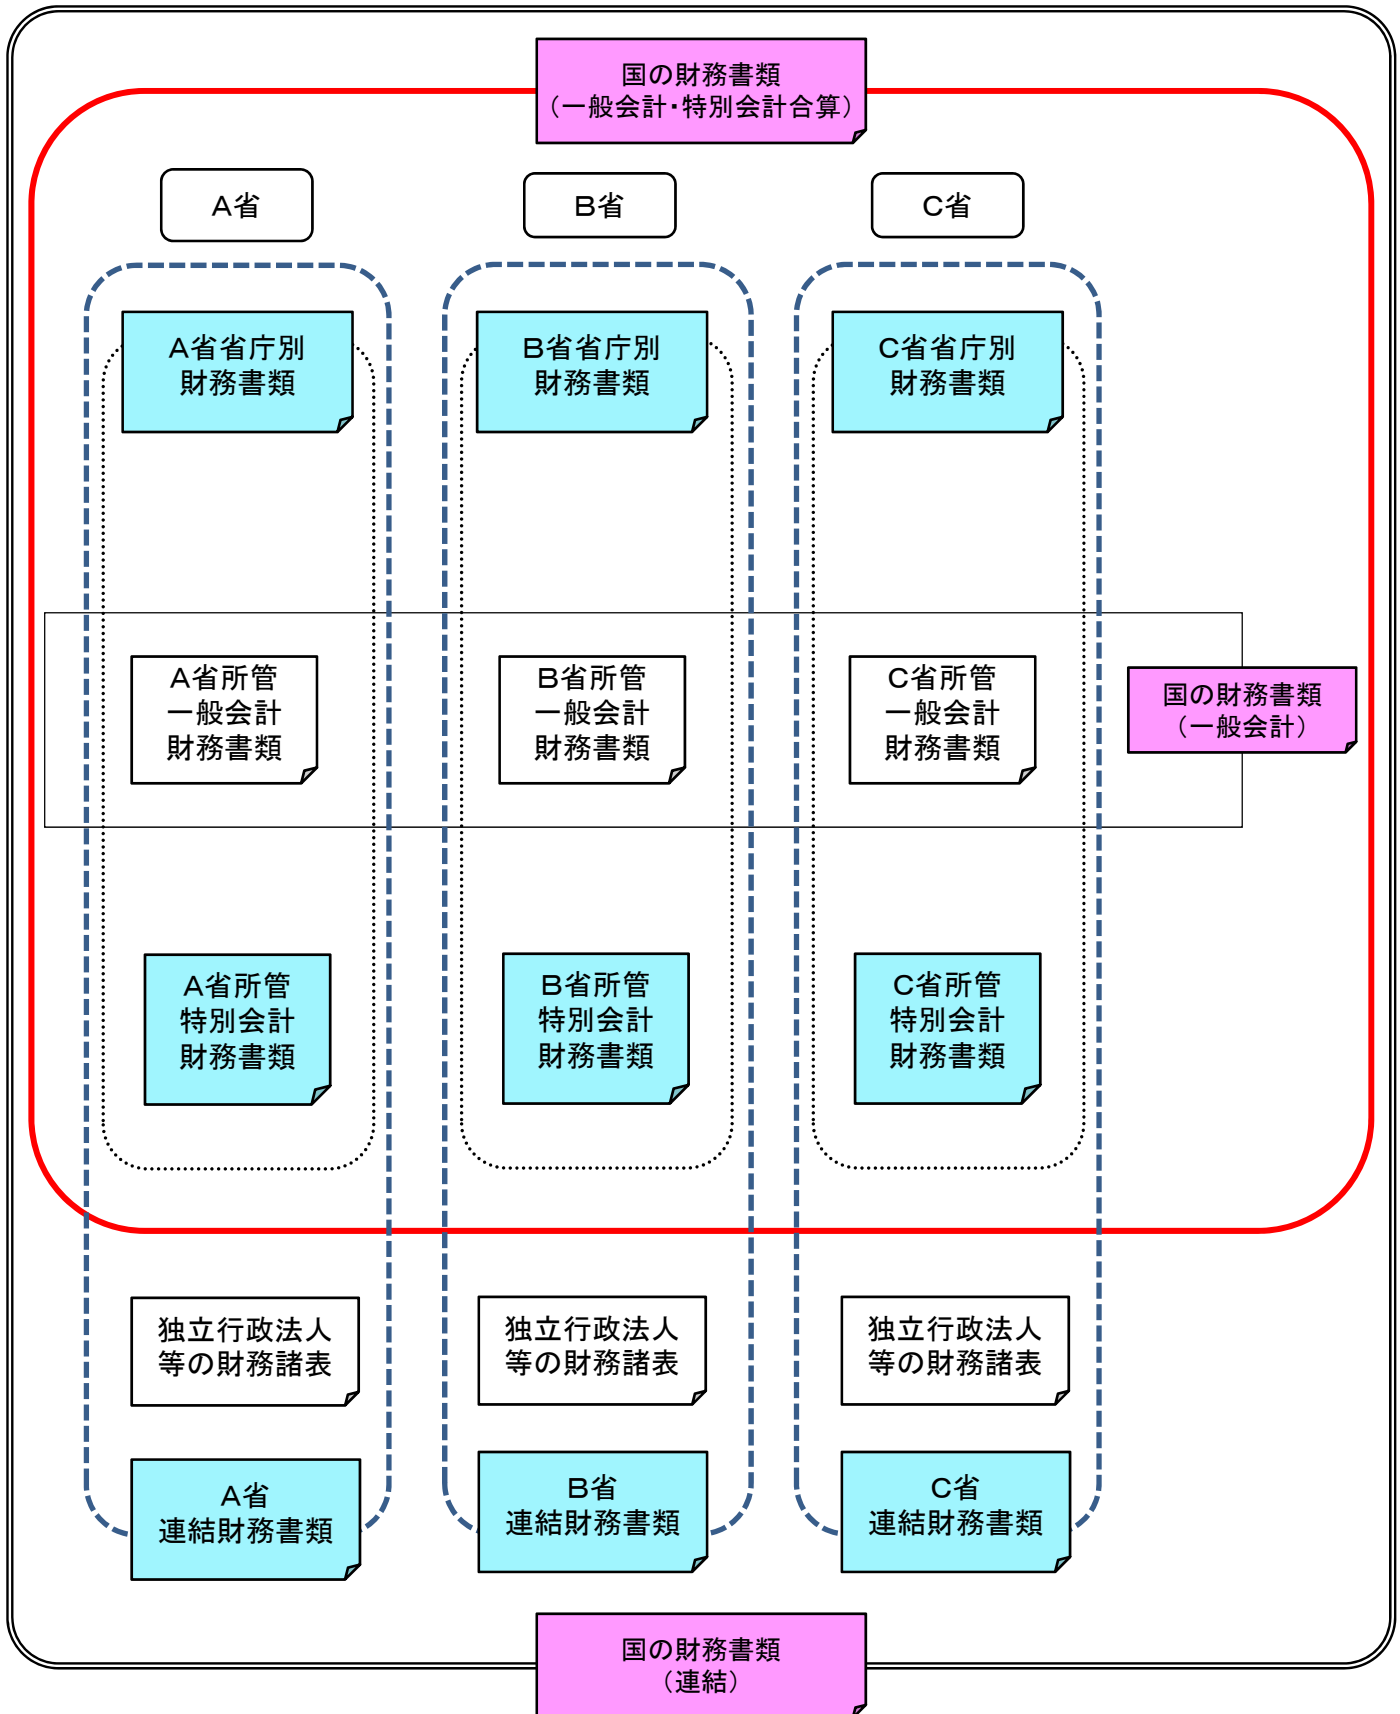 国の財務書類
（一般会計・特別会計合算）
A省
B省
C省
A省省庁別
財務書類
B省省庁別
財務書類
C省省庁別
財務書類
A省所管
一般会計
財務書類
B省所管
一般会計
財務書類
C省所管
一般会計
財務書類
国の財務書類
（一般会計）
A省所管
特別会計
財務書類
B省所管
特別会計
財務書類
C省所管
特別会計
財務書類
独立行政法人
等の財務諸表
独立行政法人
等の財務諸表
独立行政法人
等の財務諸表
A省
連結財務書類
B省
連結財務書類
C省
連結財務書類
国の財務書類
（連結）